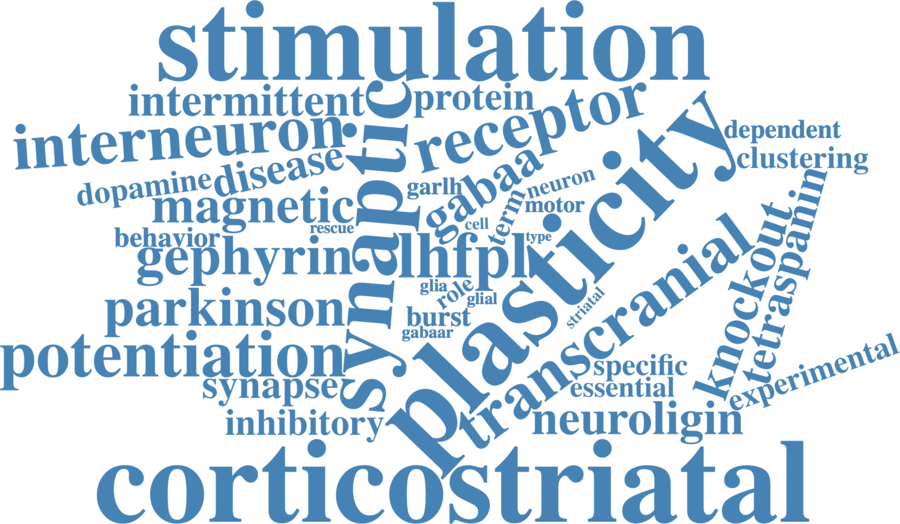 stimulation
intermittent
protein
interneuron
synaptic
receptor
plasticity
dependent
clustering
dopamine
disease
garlh
gabaa
neuron
term
motor
magnetic
rescue
cell
type
behavior
gephyrin
lhfpl
knockout
tetraspanin
transcranial
glia
role
glial
striatal
parkinson
burst
gabaar
potentiation
synapse
specific
essential
experimental
inhibitory
neuroligin
corticostriatal